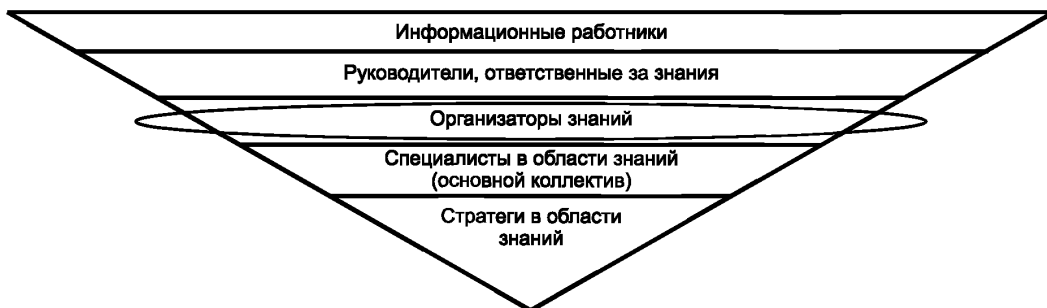 Информационные работники
Руководители, ответственные за знания
Организаторы знаний
Специалисты в области знаний
(основной коллектив)
Стратеги в области
знаний